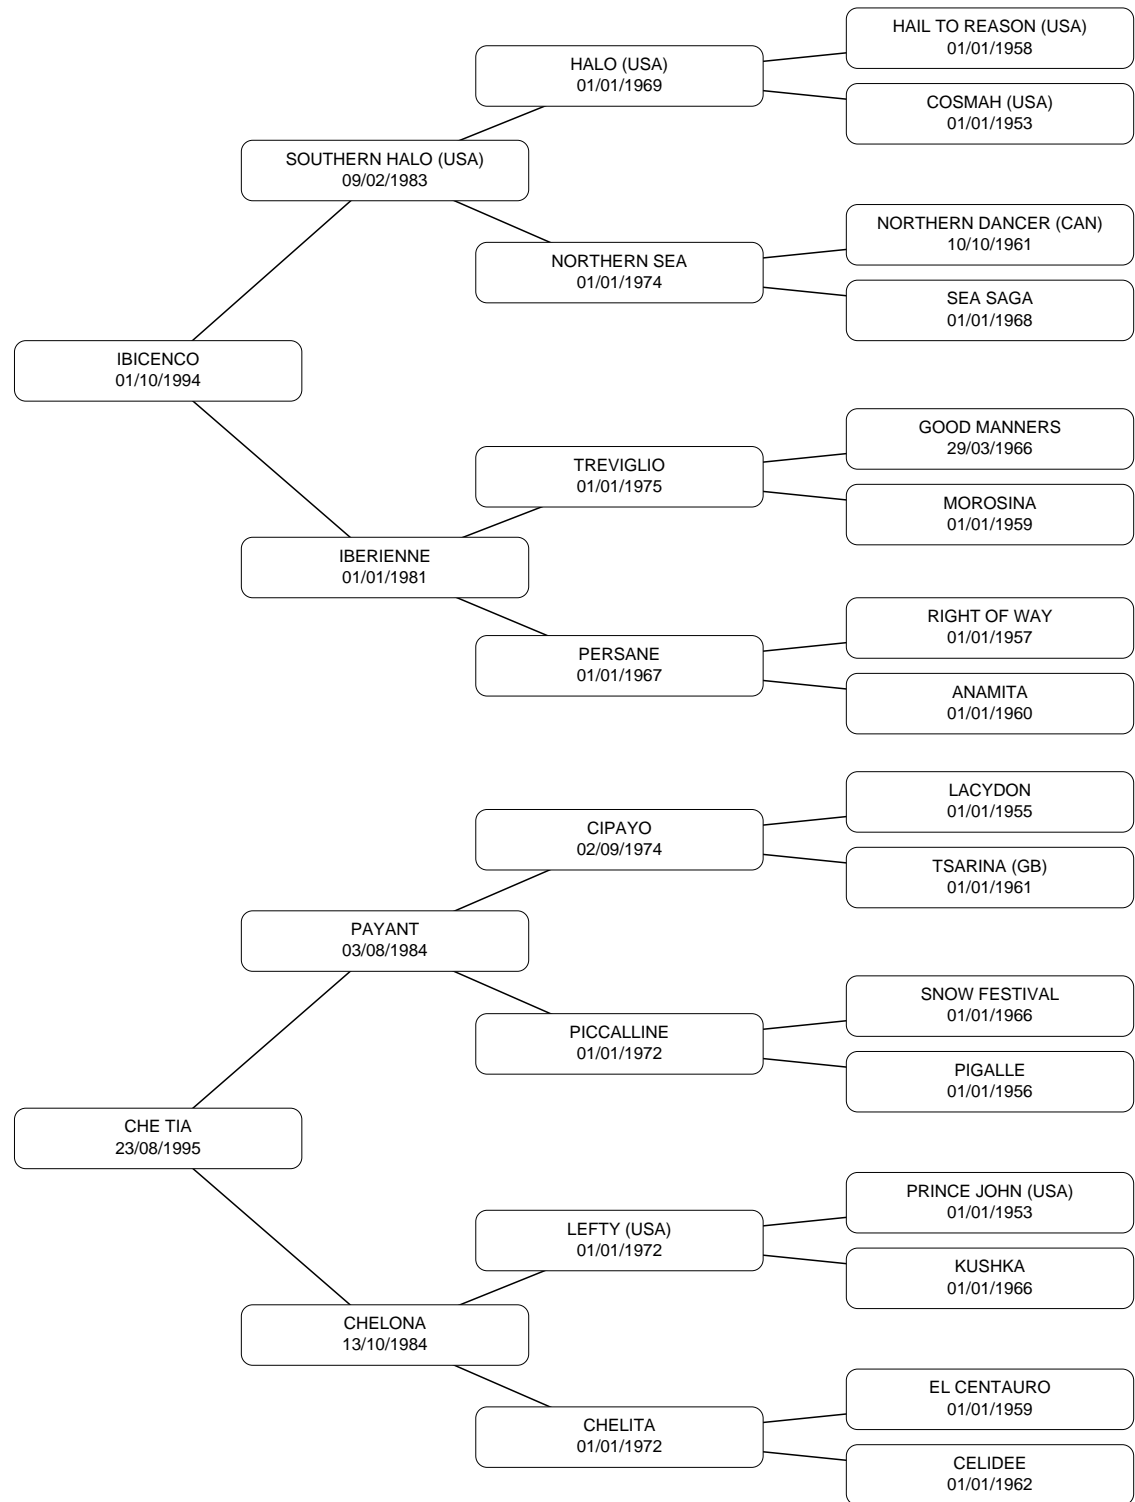 HAIL TO REASON (USA)
01/01/1958
HALO (USA)
01/01/1969
COSMAH (USA)
01/01/1953
SOUTHERN HALO (USA)
09/02/1983
NORTHERN DANCER (CAN)
10/10/1961
NORTHERN SEA
01/01/1974
SEA SAGA
01/01/1968
IBICENCO
01/10/1994
GOOD MANNERS
29/03/1966
TREVIGLIO
01/01/1975
MOROSINA
01/01/1959
IBERIENNE
01/01/1981
RIGHT OF WAY
01/01/1957
PERSANE
01/01/1967
ANAMITA
01/01/1960
LACYDON
01/01/1955
CIPAYO
02/09/1974
TSARINA (GB)
01/01/1961
PAYANT
03/08/1984
SNOW FESTIVAL
01/01/1966
PICCALLINE
01/01/1972
PIGALLE
01/01/1956
CHE TIA
23/08/1995
PRINCE JOHN (USA)
01/01/1953
LEFTY (USA)
01/01/1972
KUSHKA
01/01/1966
CHELONA
13/10/1984
EL CENTAURO
01/01/1959
CHELITA
01/01/1972
CELIDEE
01/01/1962